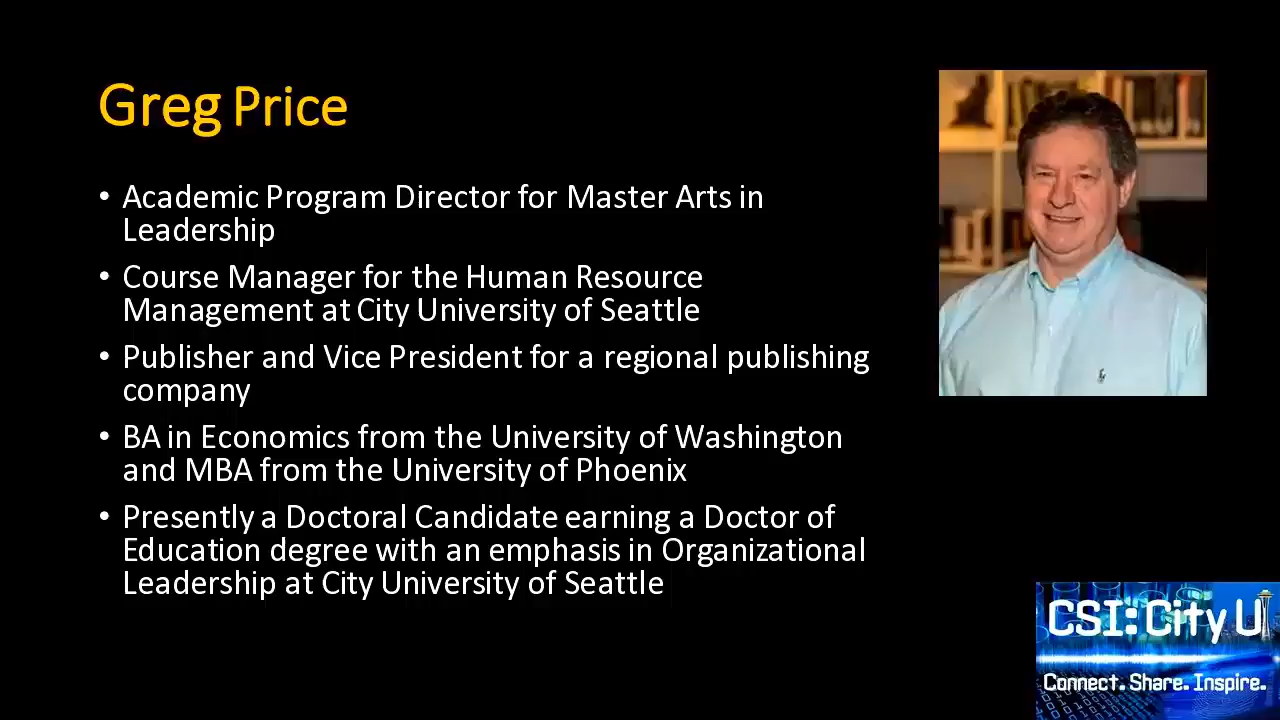 Greg Price
• Academic Program Director for Master Arts in
Leadership
• Course Manager for the Human Resource
Management at City University of Seattle
• Publisher and Vice President for a regional publishing
company
• BA in Economics from the University of Washington
and MBA from the University of Phoenix
• Presently a Doctoral Candidate earning a Doctor of
Education degree with an emphasis in Organizational
Leadership at City University of Seattle
CSI: City U
Connect. Share. Inspire.